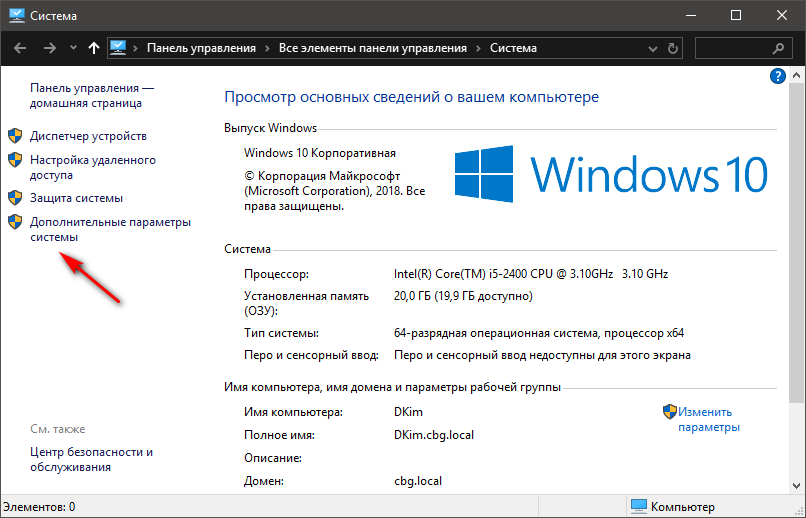 Система
Панель управления
Все элементы панели управления
Система
Панель управления —
домашняя страница
Диспетчер устройств
Настройка удаленного
доступа
Защита системы
Дополнительные параметры
системы
См. также
Центр безопасности и
обслуживания
?
Просмотр основных сведений о вашем компьютере
Выпуск Windows
Windows 10 Корпоративная
© Корпорация Майкрософт
(Microsoft Corporation), 2018. Все
права защищены.
Windows 10
Система
Процессор: Intel(R) Core(TM) i5-2400 CPU @ 3.10GHz 3.10 GHz
Установленная память 20,0 ГБ (19,9 ГБ доступно)
(ОЗУ):
Тип системы: 64-разрядная операционная система, процессор x64
Перо и сенсорный ввод: Перо и сенсорный ввод недоступны для этого экрана
Имя компьютера, имя домена и параметры рабочей группы
Имя компьютера: DKim
Изменить
параметры
Полное имя: DKim.cbg.local
Описание:
Домен: cbg.local
Элементов: 0
Компьютер